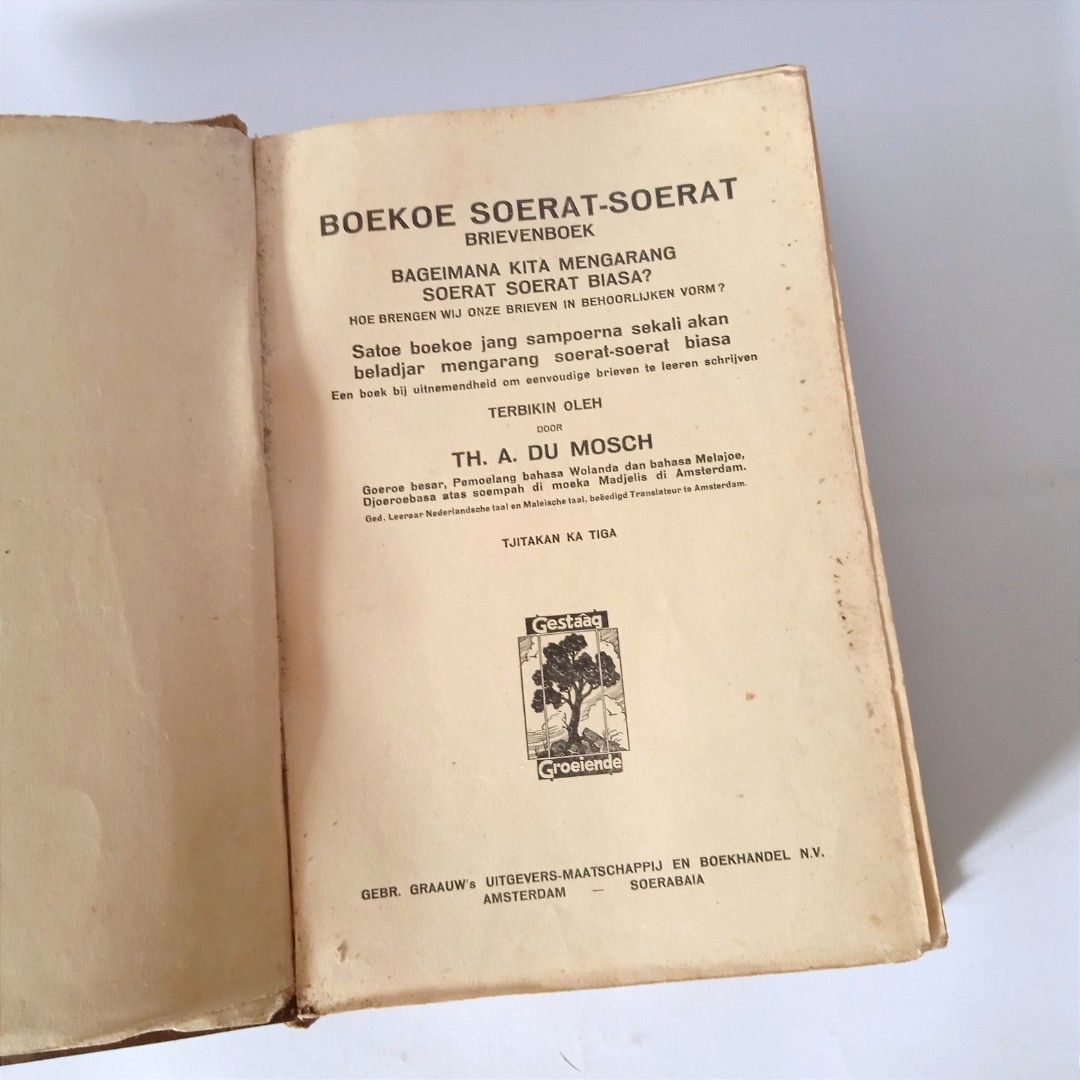 BOEKOE SOERAT-SOERAT
BRIEVENBOEK
BAGEIMANA KITA MENGARANG
SOERAT SOERAT BIASA?
HOE BRENGEN WIJ ONZE BRIEVEN IN BEHOORLIJKEN VORM?
Satoe boekoe jang sampoerna sekali akan
beladjar mengarang soerat-soerat biasa
Een boek bij uitnemendheid om eenvoudige brieven te leeren schrijven
TERBIKIN OLEH
DOOR
TH. A. DU MOSCH
Goeroe besar, Pemoelang bahasa Wolanda dan bahasa Melajoe,
Djoeroebasa atas soempah di moeka Madjelis di Amsterdam.
Ged. Leeraar Nederlandsche taal en Maleische taal, beëedigd Translateur te Amsterdam.
TJITAKAN KA TIGA
Gestaâg
Groeiende
GEBR. GRAAUW's UITGEVERS-MAATSCHAPPIJ EN BOEKHANDEL N.V.
AMSTERDAM — SOERABAIA